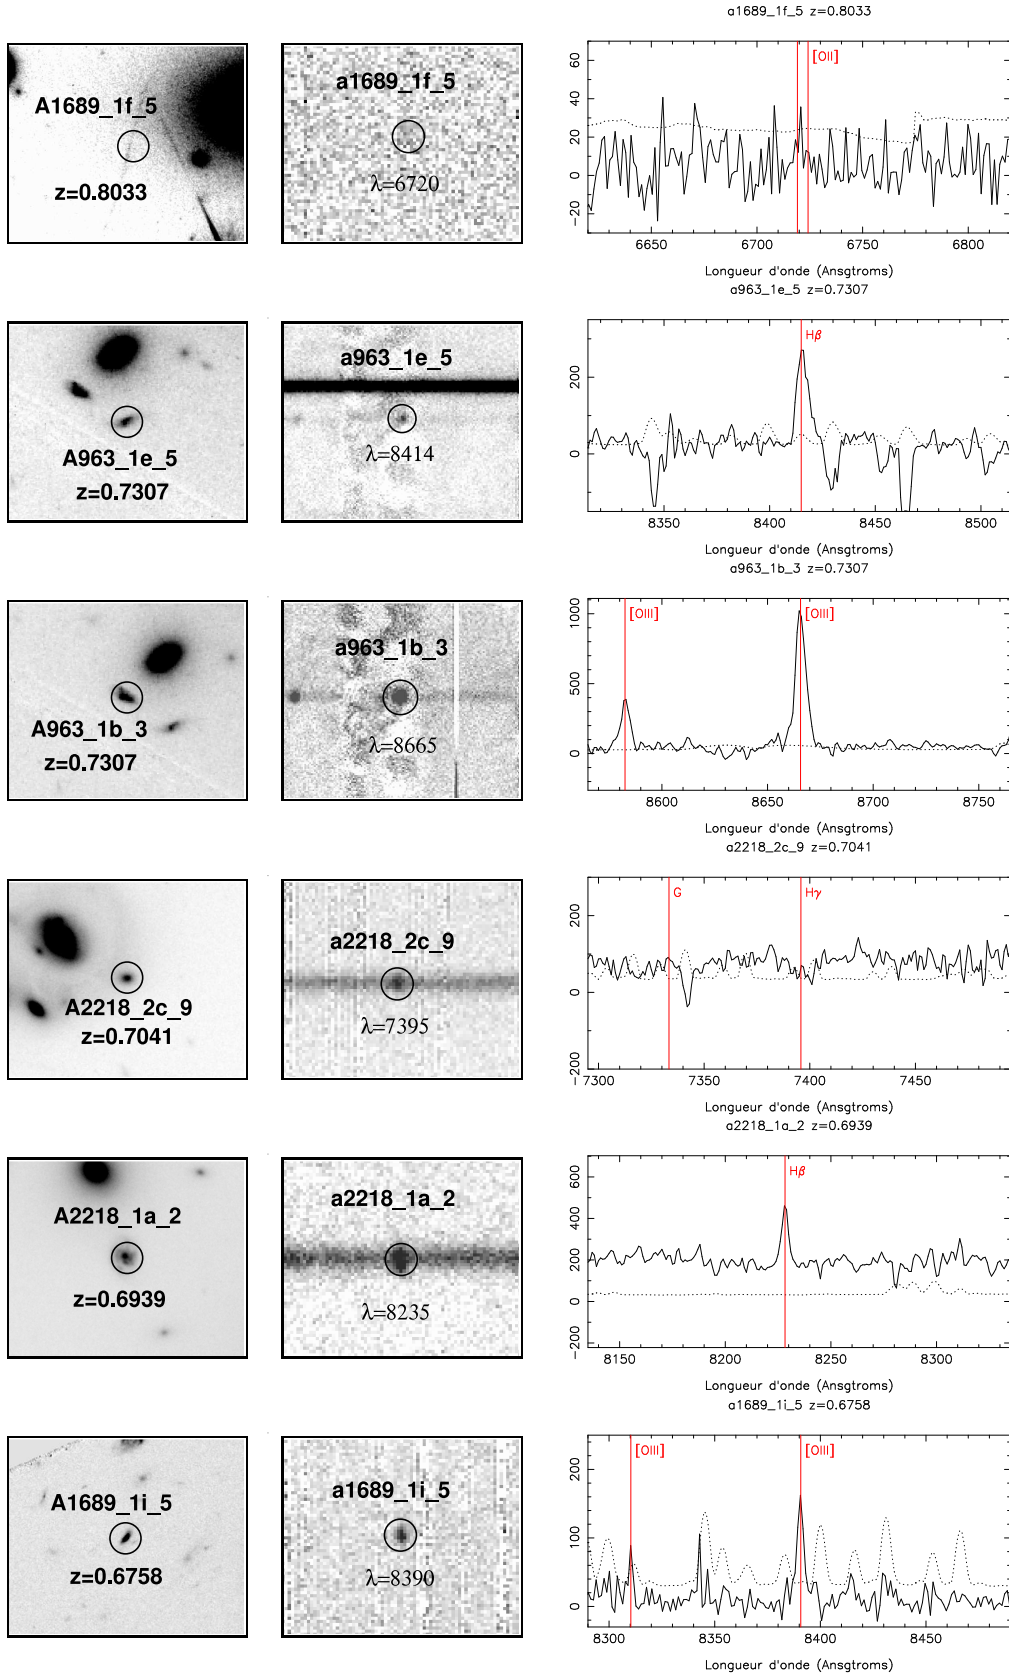 a1689_1f_5 z=0.8033
A1689_1f_5
z=0.8033
a1689_1f_5
λ=6720
[OII]
60
40
20
0
−20
6650 6700 6750 6800
Longueur d'onde (Ansgtroms)
a963_1e_5 z=0.7307
A963_1e_5
z=0.7307
a963_1e_5
λ=8414
Hβ
200
0
8350 8400 8450 8500
Longueur d'onde (Ansgtroms)
a963_1b_3 z=0.7307
A963_1b_3
z=0.7307
a963_1b_3
λ=8665
[OIII] [OIII]
1000
500
0
8600 8650 8700 8750
Longueur d'onde (Ansgtroms)
a2218_2c_9 z=0.7041
A2218_2c_9
z=0.7041
a2218_2c_9
λ=7395
G Hγ
200
0
−200
7300 7350 7400 7450
Longueur d'onde (Ansgtroms)
a2218_1a_2 z=0.6939
A2218_1a_2
z=0.6939
a2218_1a_2
λ=8235
Hβ
600
400
200
0
−200
8150 8200 8250 8300
Longueur d'onde (Ansgtroms)
a1689_1i_5 z=0.6758
A1689_1i_5
z=0.6758
a1689_1i_5
λ=8390
[OIII] [OIII]
200
100
0
8300 8350 8400 8450
Longueur d'onde (Ansgtroms)